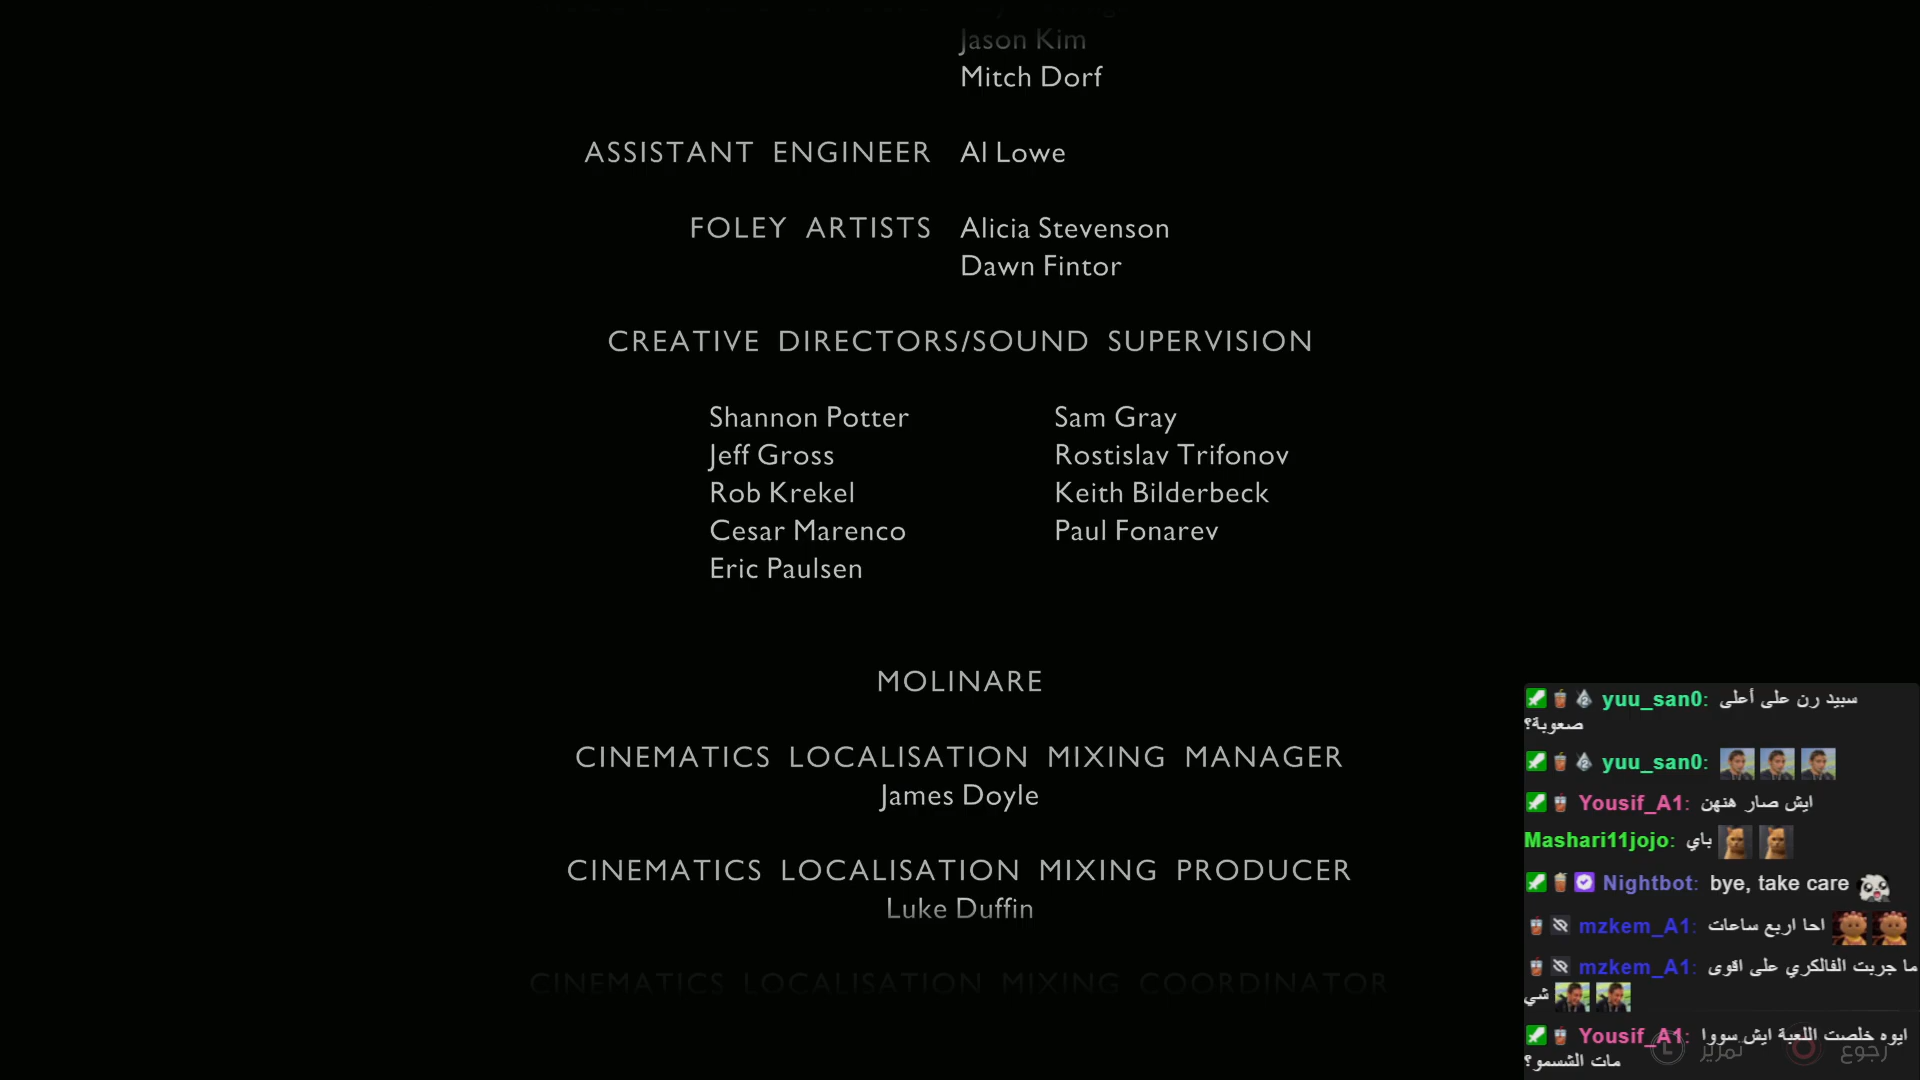 Jason Kim
Mitch Dorf
ASSISTANT ENGINEER Al Lowe
FOLEY ARTISTS Alicia Stevenson
Dawn Fintor
CREATIVE DIRECTORS/SOUND SUPERVISION
Shannon Potter Sam Gray
Jeff Gross Rostislav Trifonov
Rob Krekel Keith Bilderbeck
Cesar Marenco Paul Fonarev
Eric Paulsen
MOLINARE
CINEMATICS LOCALISATION MIXING MANAGER
James Doyle
CINEMATICS LOCALISATION MIXING PRODUCER
Luke Duffin
CINEMATICS LOCALISATION MIXING COORDINATOR
yuu_san0: سبيد رن على أعلى
صعوبة؟
yuu_san0:
Yousif_A1: ايش صار هنهن
Mashari11jojo: باي
Nightbot: bye, take care
mzkem_A1: احا اربع ساعات
mzkem_A1: ما جربت الفالكري على اقوى
شي
Yousif_A1: ايوه خلصت اللعبة ايش سووا
مات الشسمو؟
L تمرير رجوع